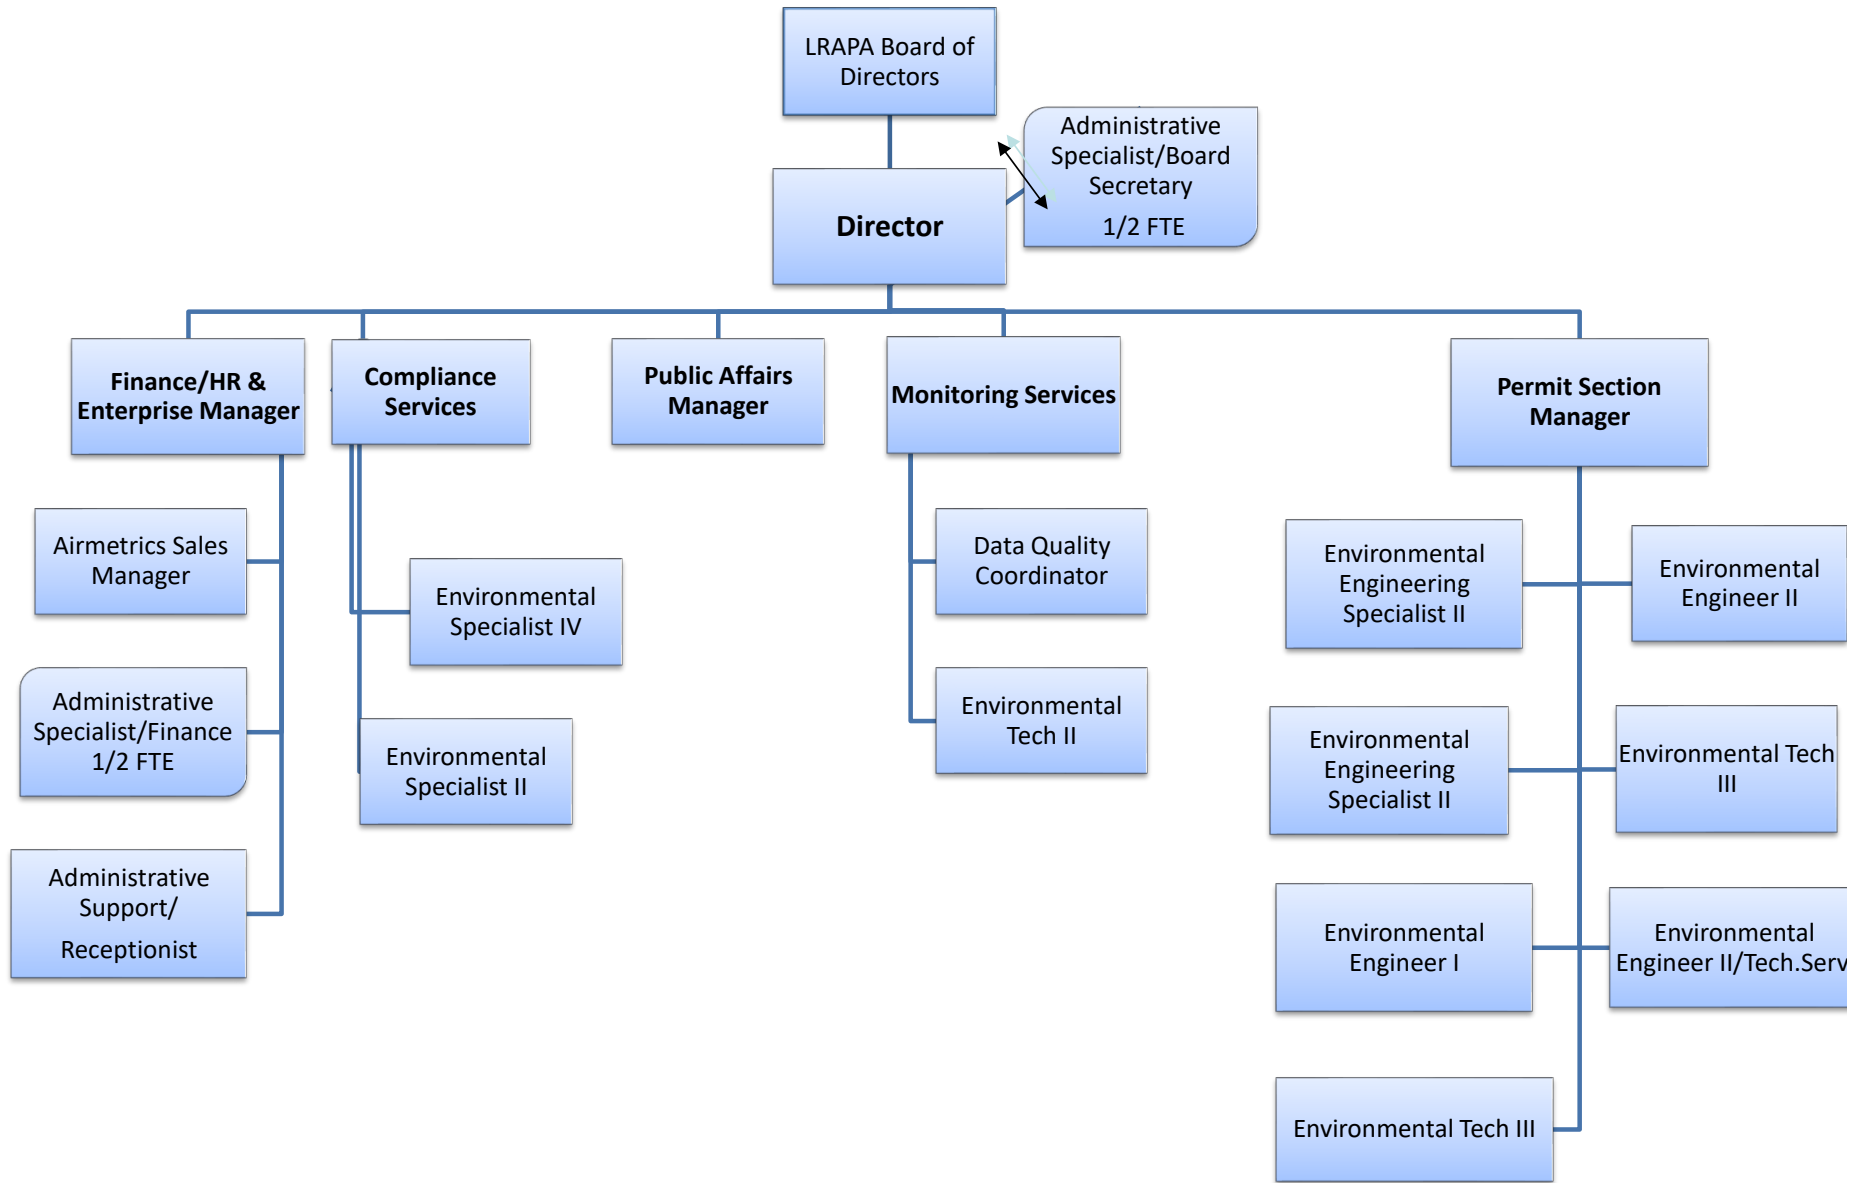 LRAPA Board of
Directors
Administrative
Specialist/Board
Secretary
1/2 FTE
Director
Finance/HR &
Enterprise Manager
Compliance
Services
Public Affairs
Manager
Monitoring Services
Permit Section
Manager
Airmetrics Sales
Manager
Administrative
Specialist/Finance
1/2 FTE
Administrative
Support/
Receptionist
Environmental
Specialist IV
Environmental
Specialist II
Data Quality
Coordinator
Environmental
Tech II
Environmental
Engineering
Specialist II
Environmental
Engineer II
Environmental
Engineering
Specialist II
Environmental Tech
III
Environmental
Engineer I
Environmental
Engineer II/Tech.Serv
Environmental Tech III